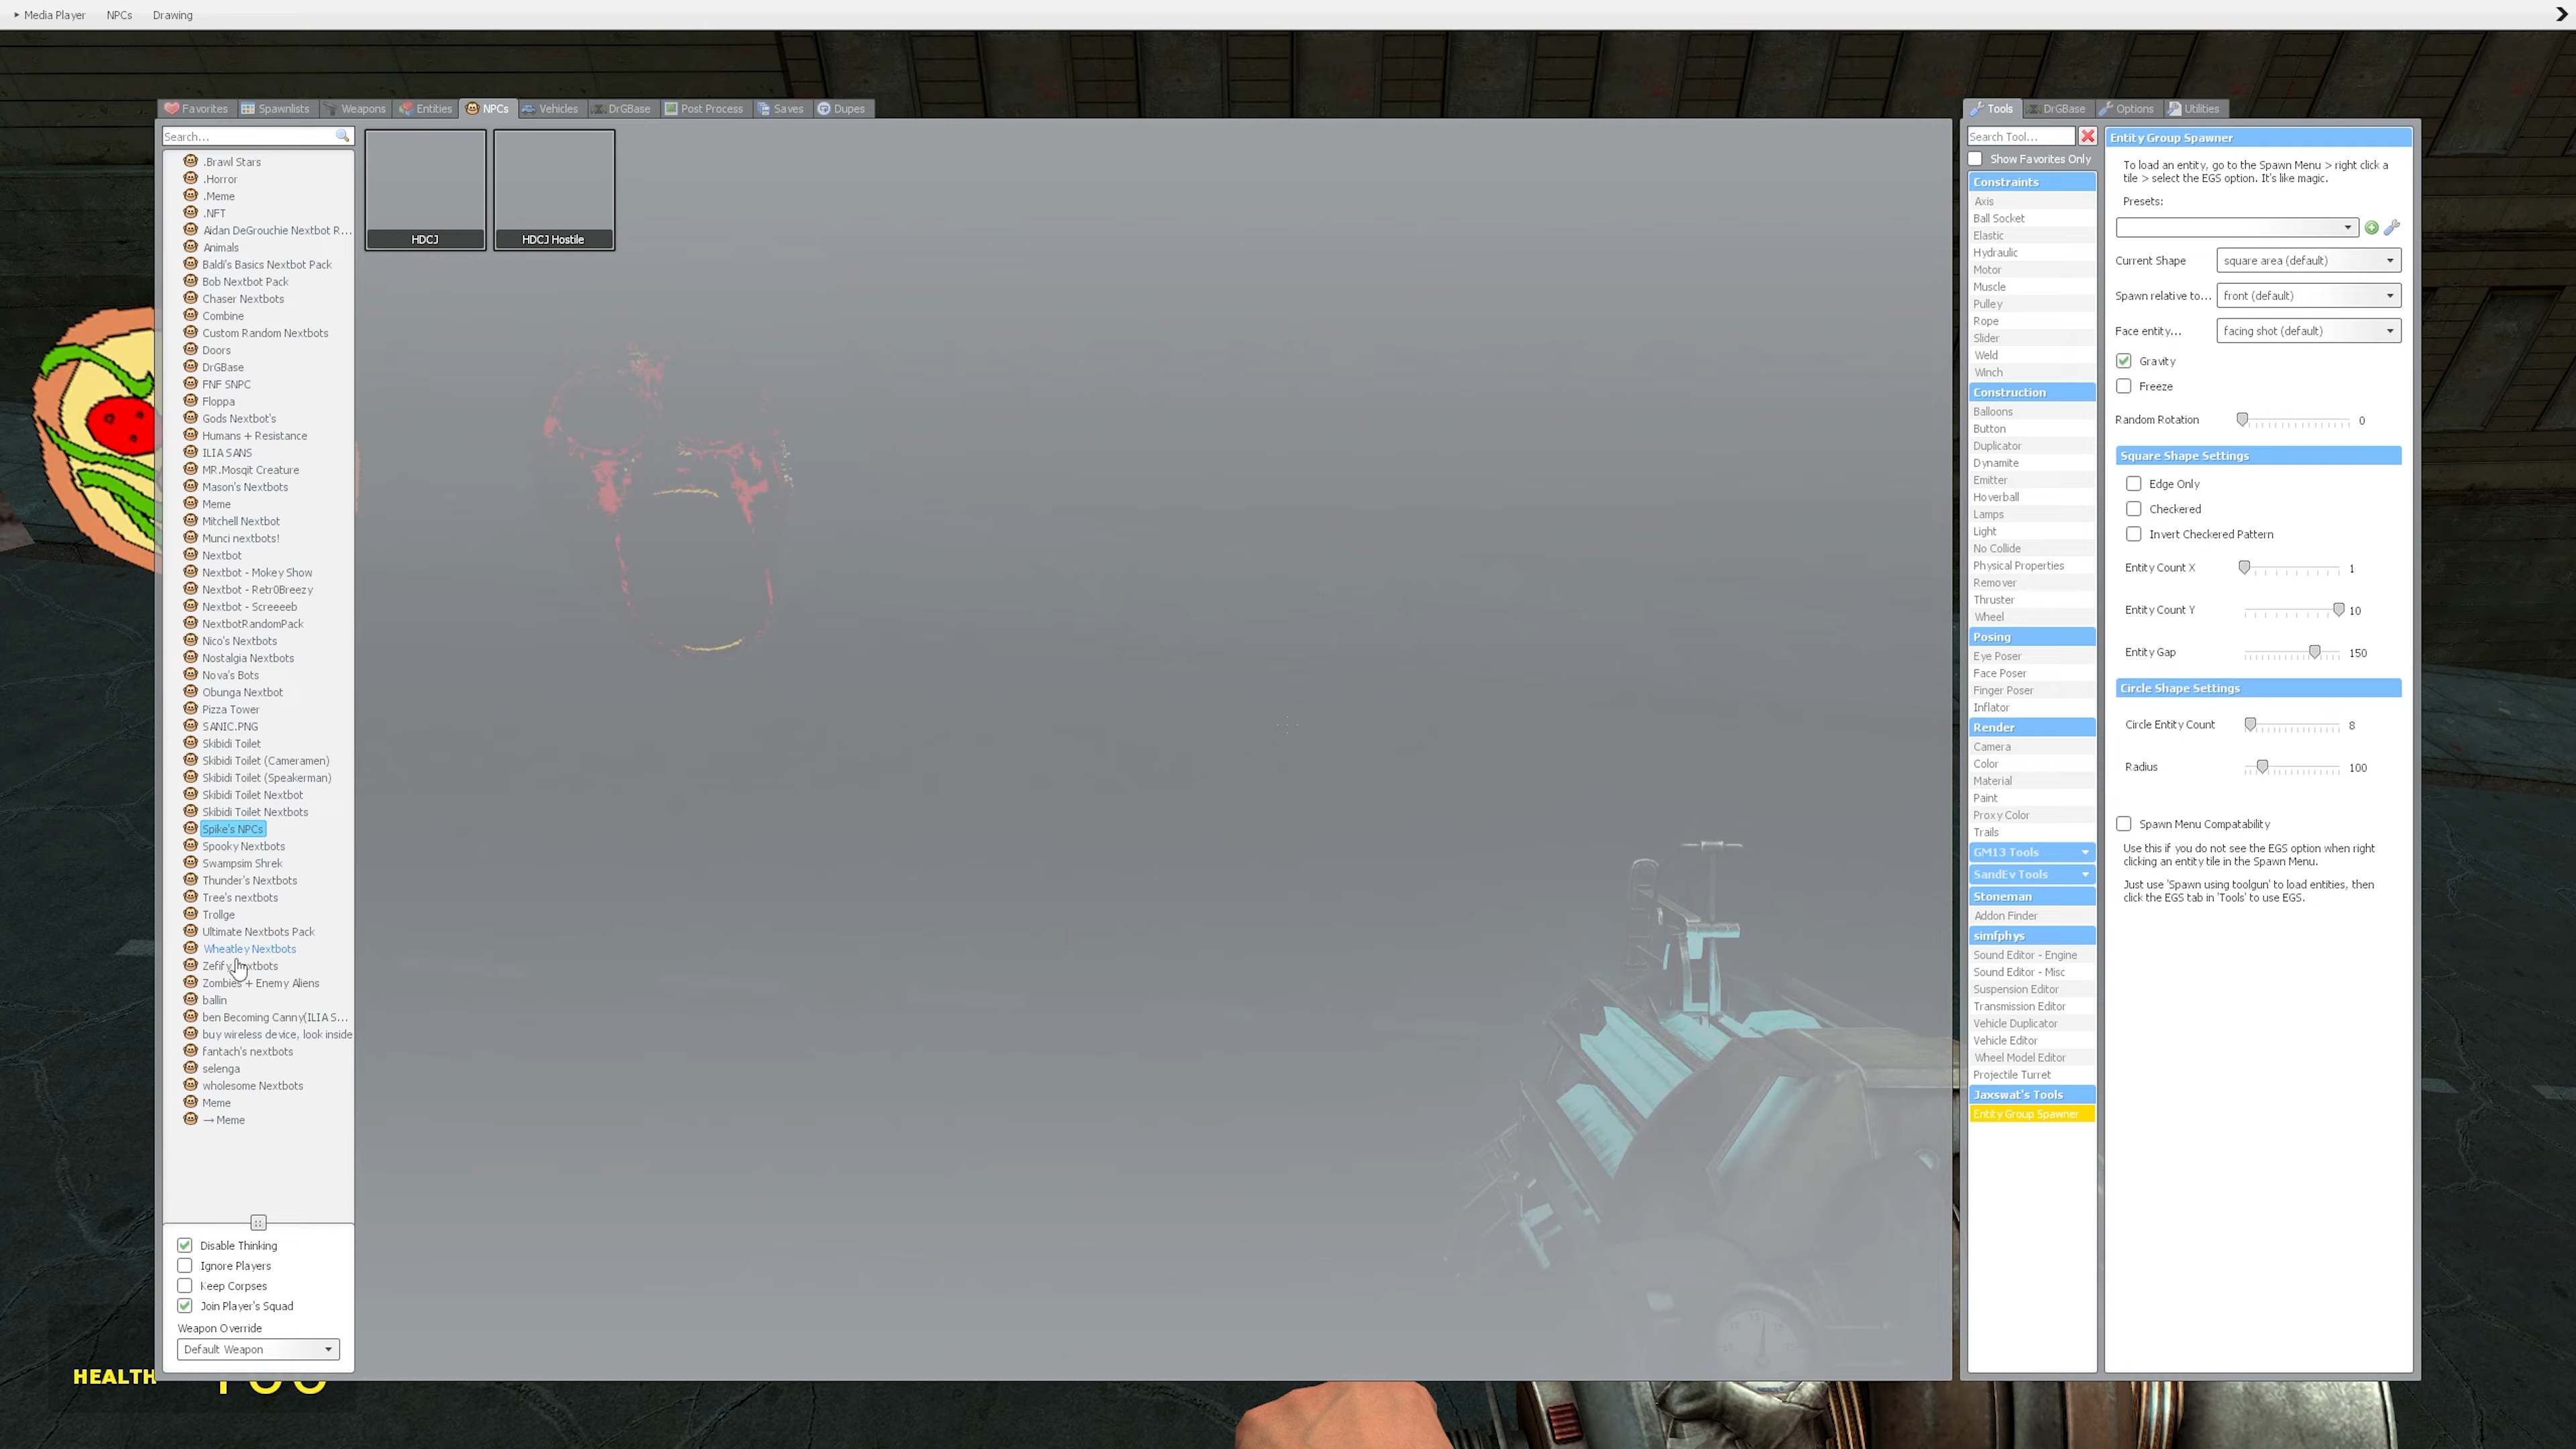 Media Player NPCs Drawing
Favorites Spawnlists Weapons Entities NPCs Vehicles DrGBase Post Process Saves Dupes
Search...
.Brawl Stars
.Horror
.Meme
.NFT
Aidan DeGrouchie Nextbot R...
Animals
Baldi's Basics Nextbot Pack
Bob Nextbot Pack
Chaser Nextbots
Combine
Custom Random Nextbots
Doors
DrGBase
FNF SNPC
Floppa
Gods Nextbot's
Humans + Resistance
ILIA SANS
MR.Mosqit Creature
Mason's Nextbots
Meme
Mitchell Nextbot
Munci nextbots!
Nextbot
Nextbot - Mokey Show
Nextbot - Retr0Breezy
Nextbot - Screeeeb
NextbotRandomPack
Nico's Nextbots
Nostalgia Nextbots
Nova's Bots
Obunga Nextbot
Pizza Tower
SANIC.PNG
Skibidi Toilet
Skibidi Toilet (Cameramen)
Skibidi Toilet (Speakerman)
Skibidi Toilet Nextbot
Skibidi Toilet Nextbots
Spike's NPCs
Spooky Nextbots
Swampsim Shrek
Thunder's Nextbots
Tree's nextbots
Trollge
Ultimate Nextbots Pack
Wheatley Nextbots
Zefify Nextbots
Zombies + Enemy Aliens
ballin
ben Becoming Canny(ILIA S...
buy wireless device, look inside
fantach's nextbots
selenga
wholesome Nextbots
Meme
→ Meme
Disable Thinking
Ignore Players
Keep Corpses
Join Player's Squad
Weapon Override
Default Weapon
HEALTH 100
HDCJ
HDCJ Hostile
Tools DrGBase Options Utilities
Search Tool...
Show Favorites Only
Constraints
Axis
Ball Socket
Elastic
Hydraulic
Motor
Muscle
Pulley
Rope
Slider
Weld
Winch
Construction
Balloons
Button
Duplicator
Dynamite
Emitter
Hoverball
Lamps
Light
No Collide
Physical Properties
Remover
Thruster
Wheel
Posing
Eye Poser
Face Poser
Finger Poser
Inflator
Render
Camera
Color
Material
Paint
Proxy Color
Trails
GM13 Tools
SandEv Tools
Stoneman
Addon Finder
simfphys
Sound Editor - Engine
Sound Editor - Misc
Suspension Editor
Transmission Editor
Vehicle Duplicator
Vehicle Editor
Wheel Model Editor
Projectile Turret
Jaxswat's Tools
Entity Group Spawner
Entity Group Spawner
To load an entity, go to the Spawn Menu > right click a
tile > select the EGS option. It's like magic.
Presets:
Current Shape square area (default)
Spawn relative to... front (default)
Face entity... facing shot (default)
Gravity
Freeze
Random Rotation 0
Square Shape Settings
Edge Only
Checkered
Invert Checkered Pattern
Entity Count X 1
Entity Count Y 10
Entity Gap 150
Circle Shape Settings
Circle Entity Count 8
Radius 100
Spawn Menu Compatability
Use this if you do not see the EGS option when right
clicking an entity tile in the Spawn Menu.
Just use 'Spawn using toolgun' to load entities, then
click the EGS tab in 'Tools' to use EGS.